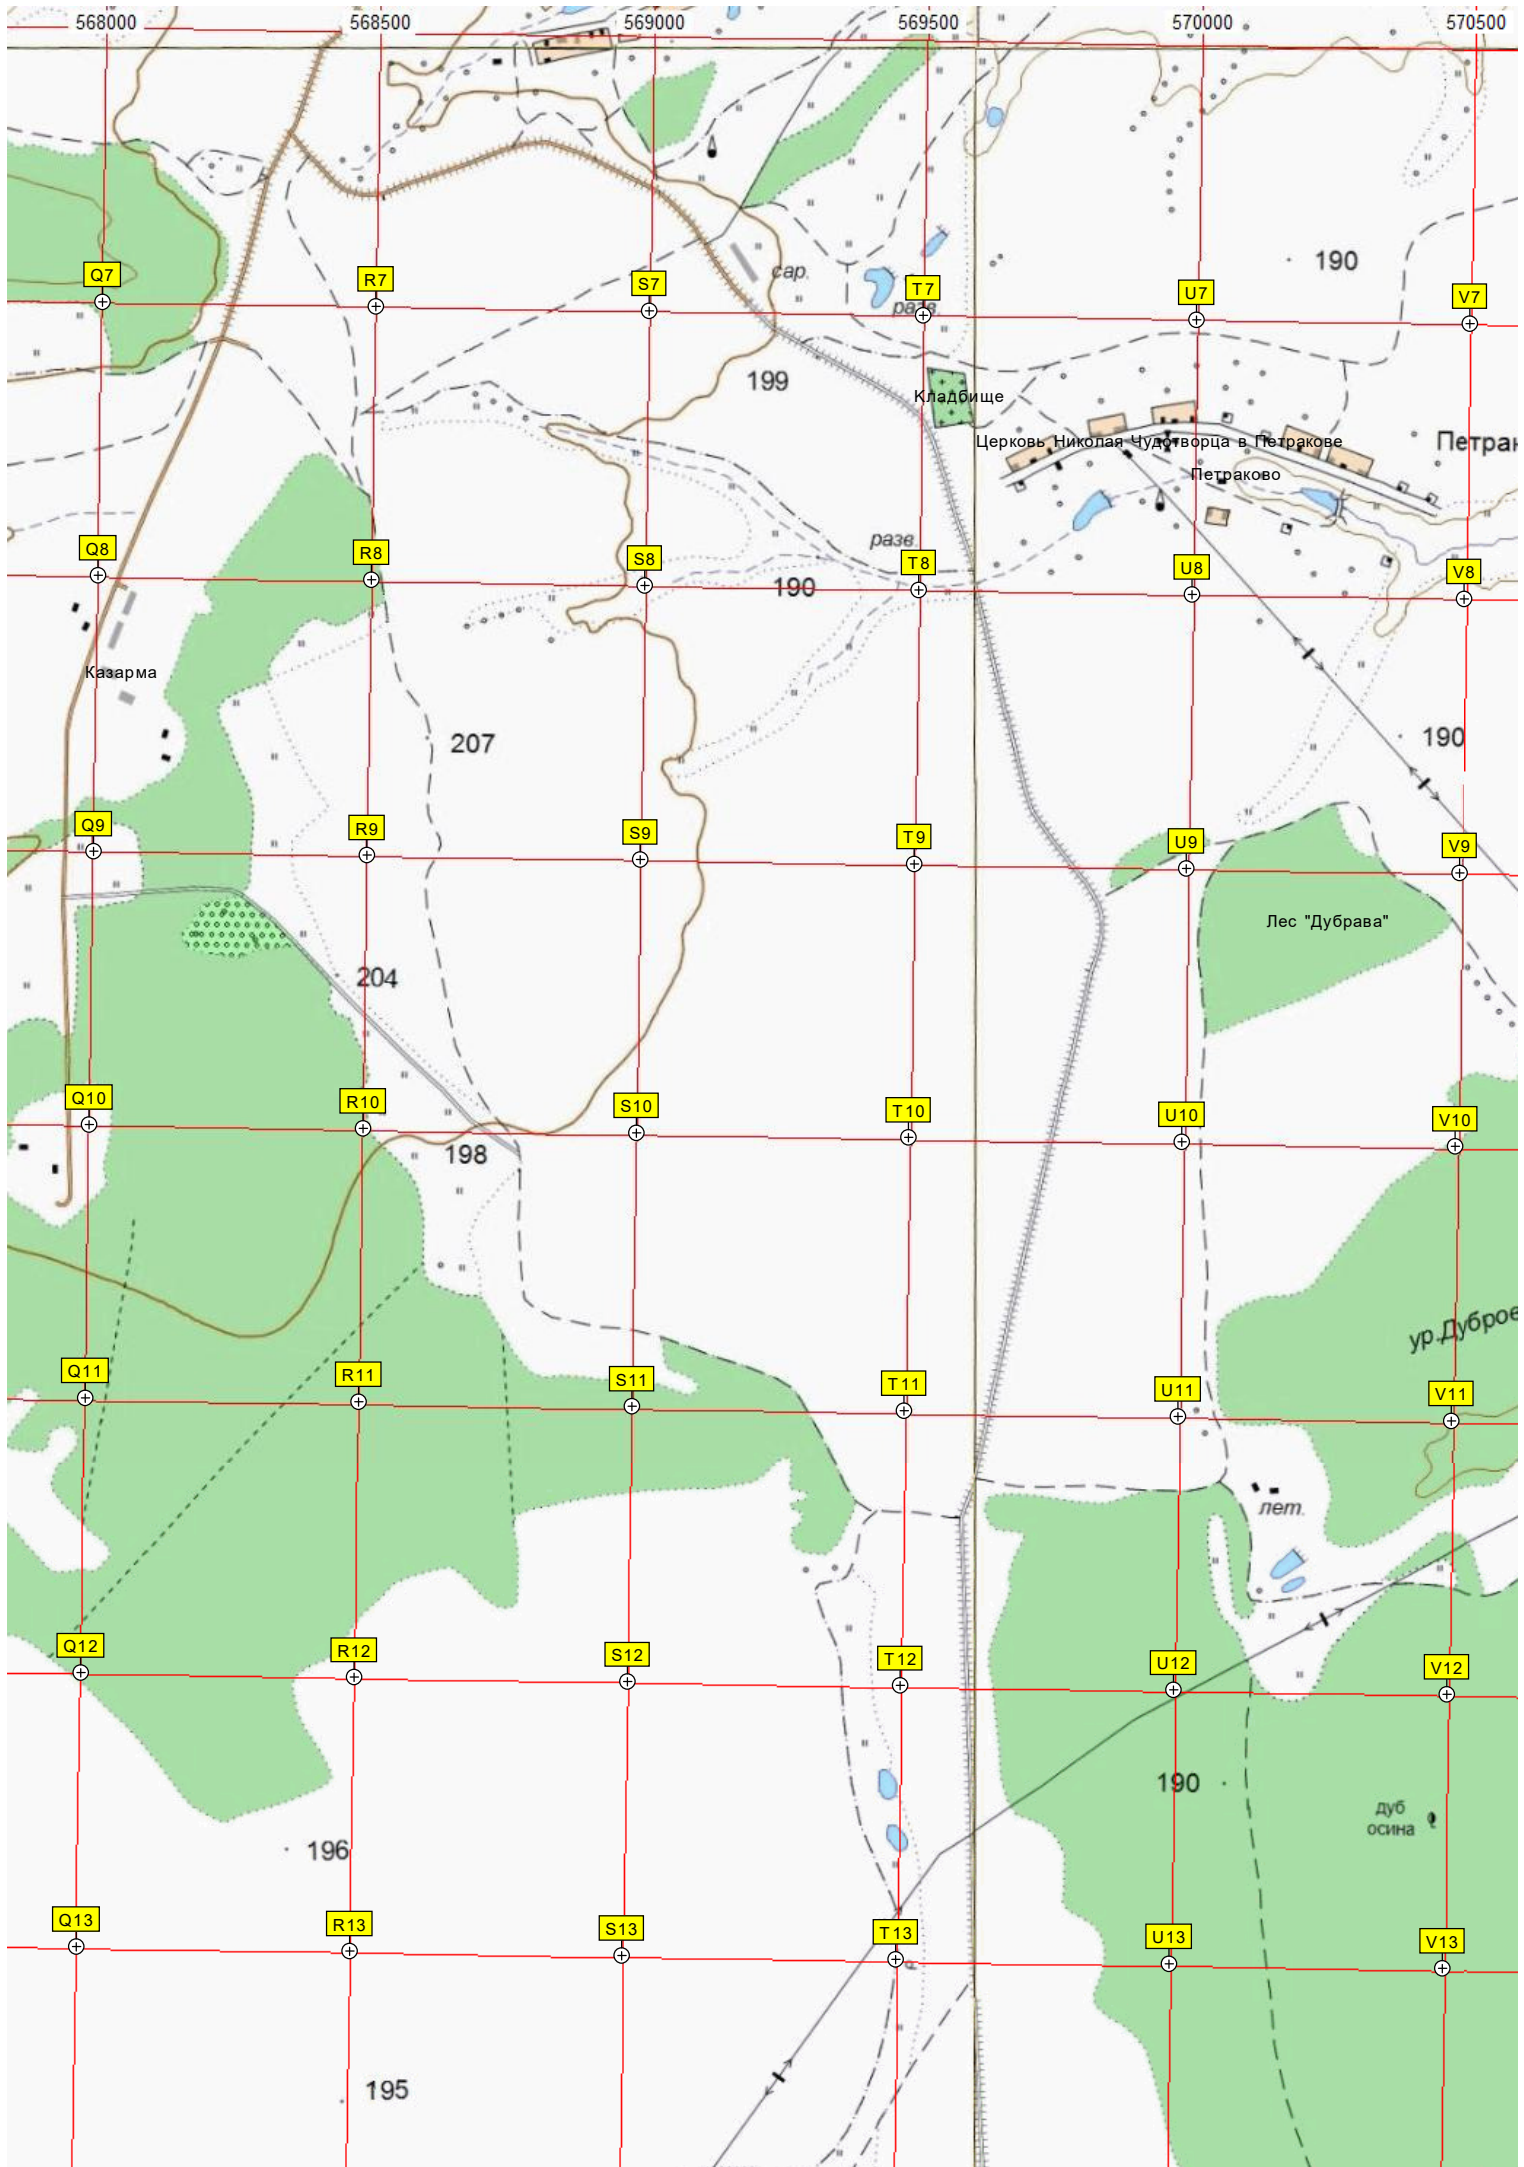 568000 568500 569000 569500 570000 570500
190
сар.
Q7 R7 S7 T7 U7 V7
разв.
199
Кладбище
Церковь Николая Чудотворца в Петракове
Петраково
разв.
Q8 R8 S8 T8 U8 V8
190
Казарма
207
190
Q9 R9 S9 T9 U9 V9
Лес "Дубрава"
204
Q10 R10 S10 T10 U10 V10
198
Q11 R11 S11 T11 U11 V11
лет.
Q12 R12 S12 T12 U12 V12
190
дуб
осина
196
Q13 R13 S13 T13 U13 V13
195